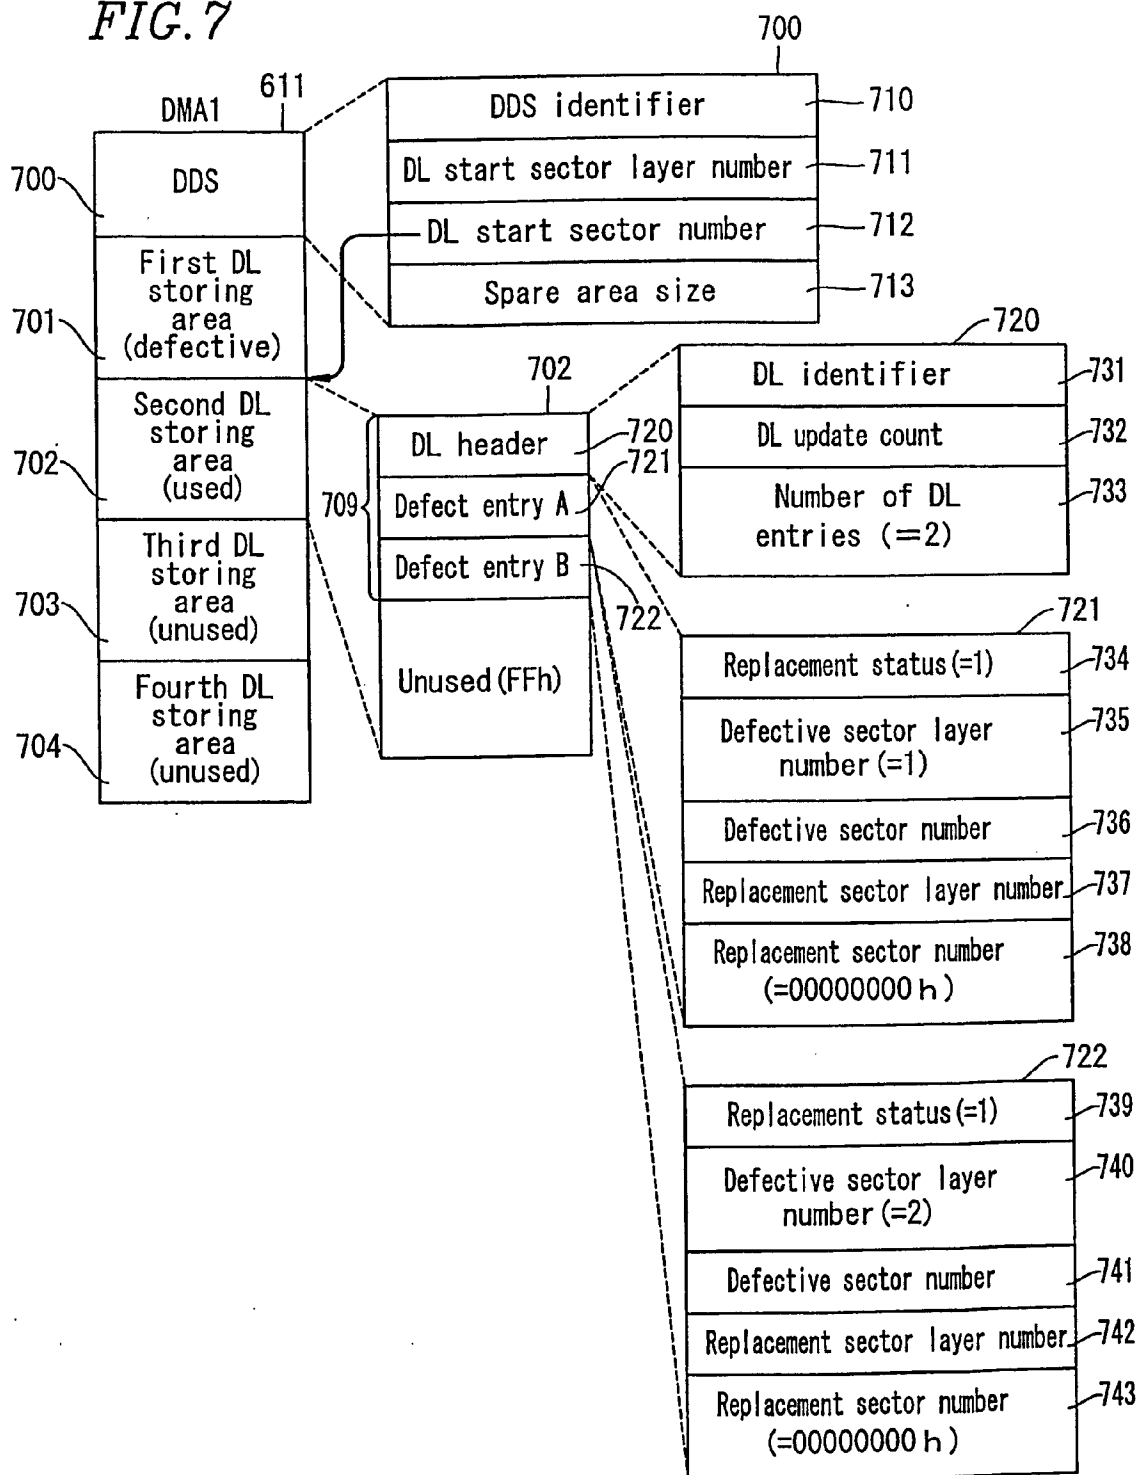 FIG. 7
DMA1
611
700
DDS
First DL
storing
area
(defective)
701
Second DL
storing
area
(used)
702
Third DL
storing
area
(unused)
703
Fourth DL
storing
area
(unused)
704
700
DDS identifier
710
DL start sector layer number
711
DL start sector number
712
Spare area size
713
702
709
DL header
720
Defect entry A
721
Defect entry B
722
Unused(FFh)
720
DL identifier
731
DL update count
732
Number of DL
entries (=2)
733
721
Replacement status(=1)
734
Defective sector layer
number(=1)
735
Defective sector number
736
Replacement sector layer number
737
Replacement sector number
(=00000000h)
738
722
Replacement status(=1)
739
Defective sector layer
number(=2)
740
Defective sector number
741
Replacement sector layer number
742
Replacement sector number
(=00000000h)
743